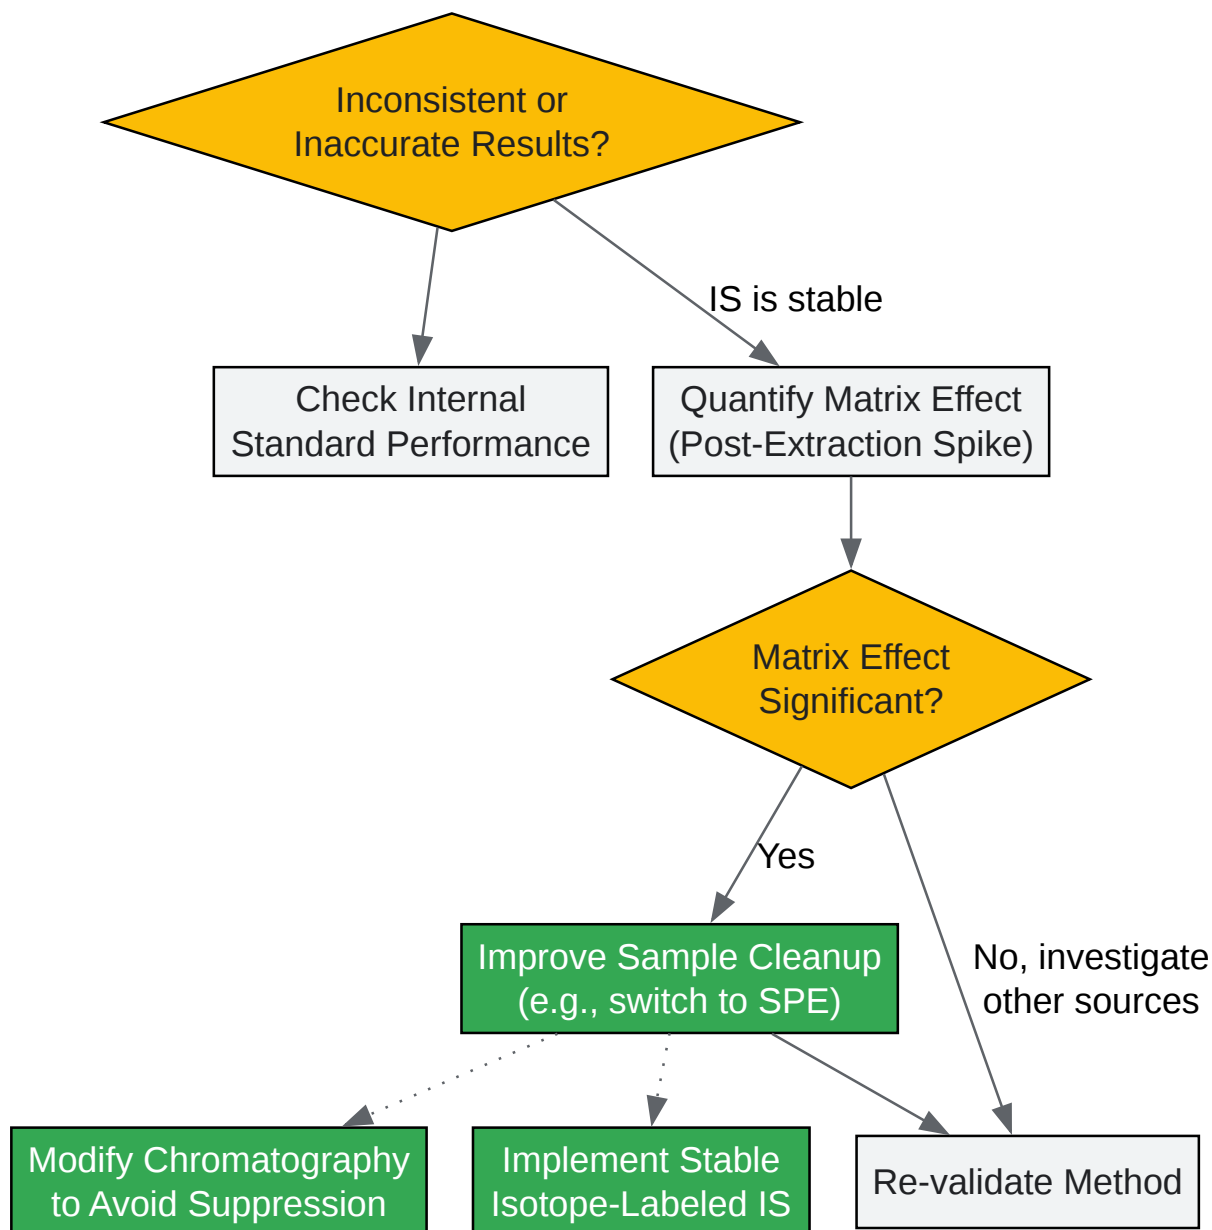 Inconsistent or
Inaccurate Results?
IS is stable
Check Internal
Standard Performance
Quantify Matrix Effect
(Post-Extraction Spike)
Matrix Effect
Significant?
Yes
Improve Sample Cleanup
(e.g., switch to SPE)
No, investigate
other sources
Modify Chromatography
to Avoid Suppression
Implement Stable
Isotope-Labeled IS
Re-validate Method